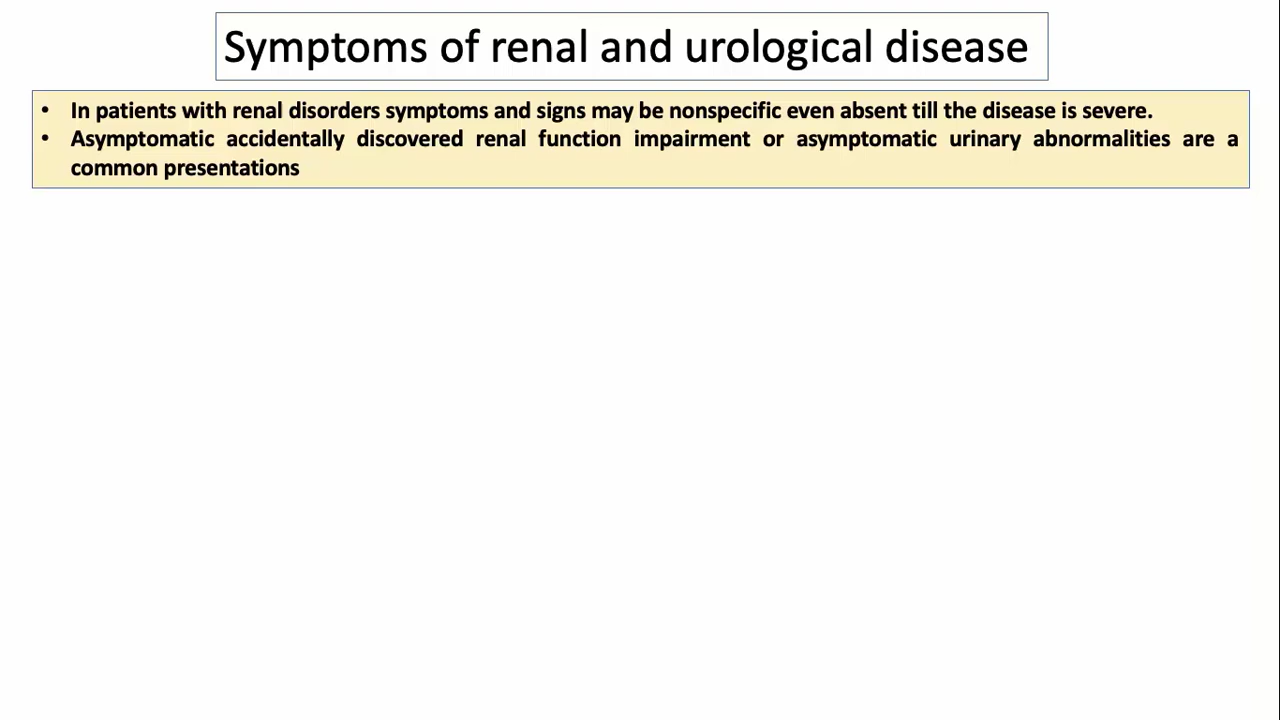 Symptoms of renal and urological disease
• In patients with renal disorders symptoms and signs may be nonspecific even absent till the disease is severe.
• Asymptomatic accidentally discovered renal function impairment or asymptomatic urinary abnormalities are a
common presentations